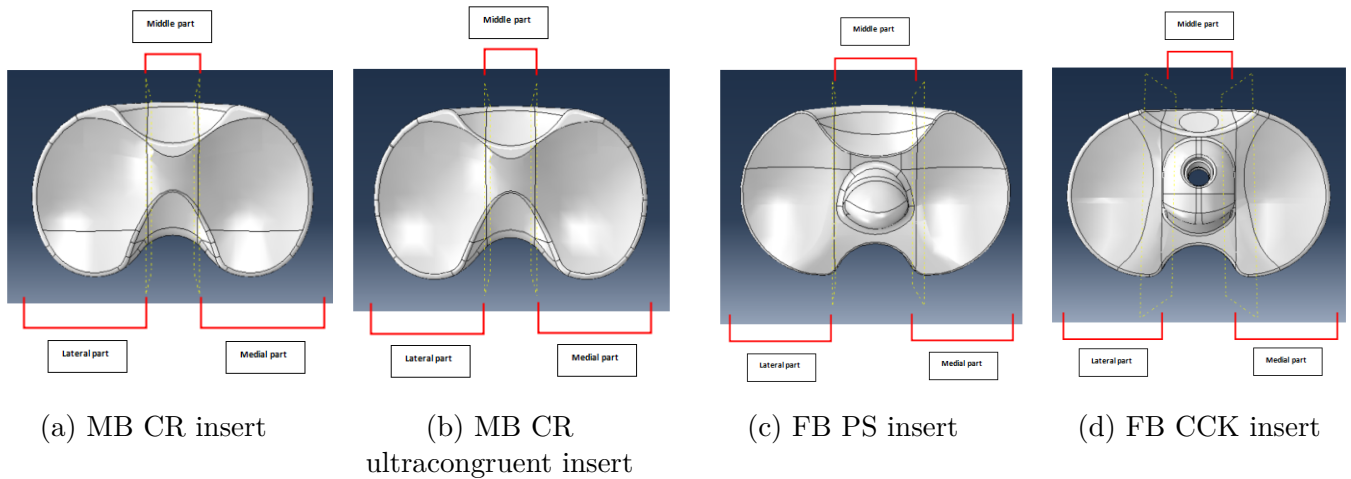 Middle part
Middle part
Middle part
Middle part
Lateral part
Medial part
Lateral part
Medial part
Lateral part
Medial part
Lateral part
Medial part
(a) MB CR insert
(b) MB CR
ultracongruent insert
(c) FB PS insert
(d) FB CCK insert